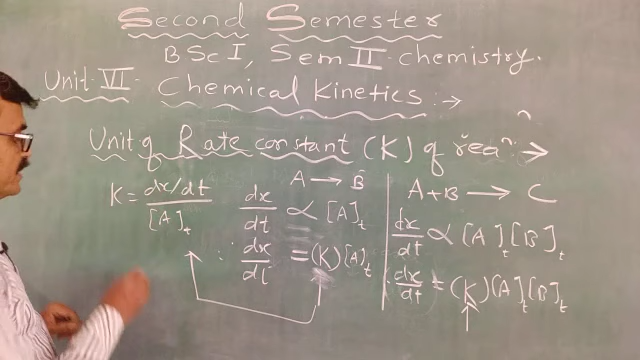 Second Semester
BSc I, Sem II chemistry.
Unit-VI Chemical Kinetics :→
Unit of Rate constant (K) of reaⁿ. →
A → B
K = dx/dt / [A]t
dx/dt ∝ [A]t
∴ dx/dt = (K)[A]t
A + B → C
dx/dt ∝ [A]t [B]t
∴ dx/dt = (K)[A]t [B]t